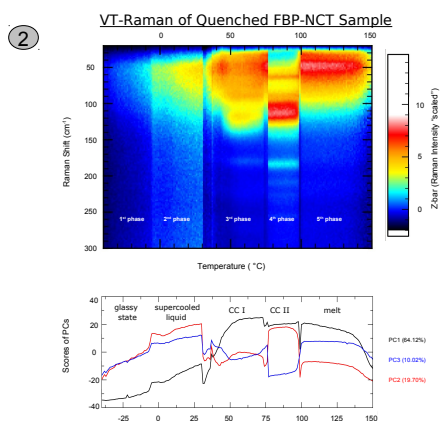 2
VT-Raman of Quenched FBP-NCT Sample
0 50 100 150
50
100
150
200
250
300
Raman Shift (cm-1)
1st phase 2nd phase 3rd phase 4th phase 5th phase
Temperature ( °C)
10
5
0
Z-bar (Raman Intensity "scaled")
glassy state
supercooled liquid
CC I
CC II
melt
40
20
0
-20
-40
Scores of PCs
-25 0 25 50 75 100 125 150
PC1 (64.12%)
PC3 (10.02%)
PC2 (19.70%)